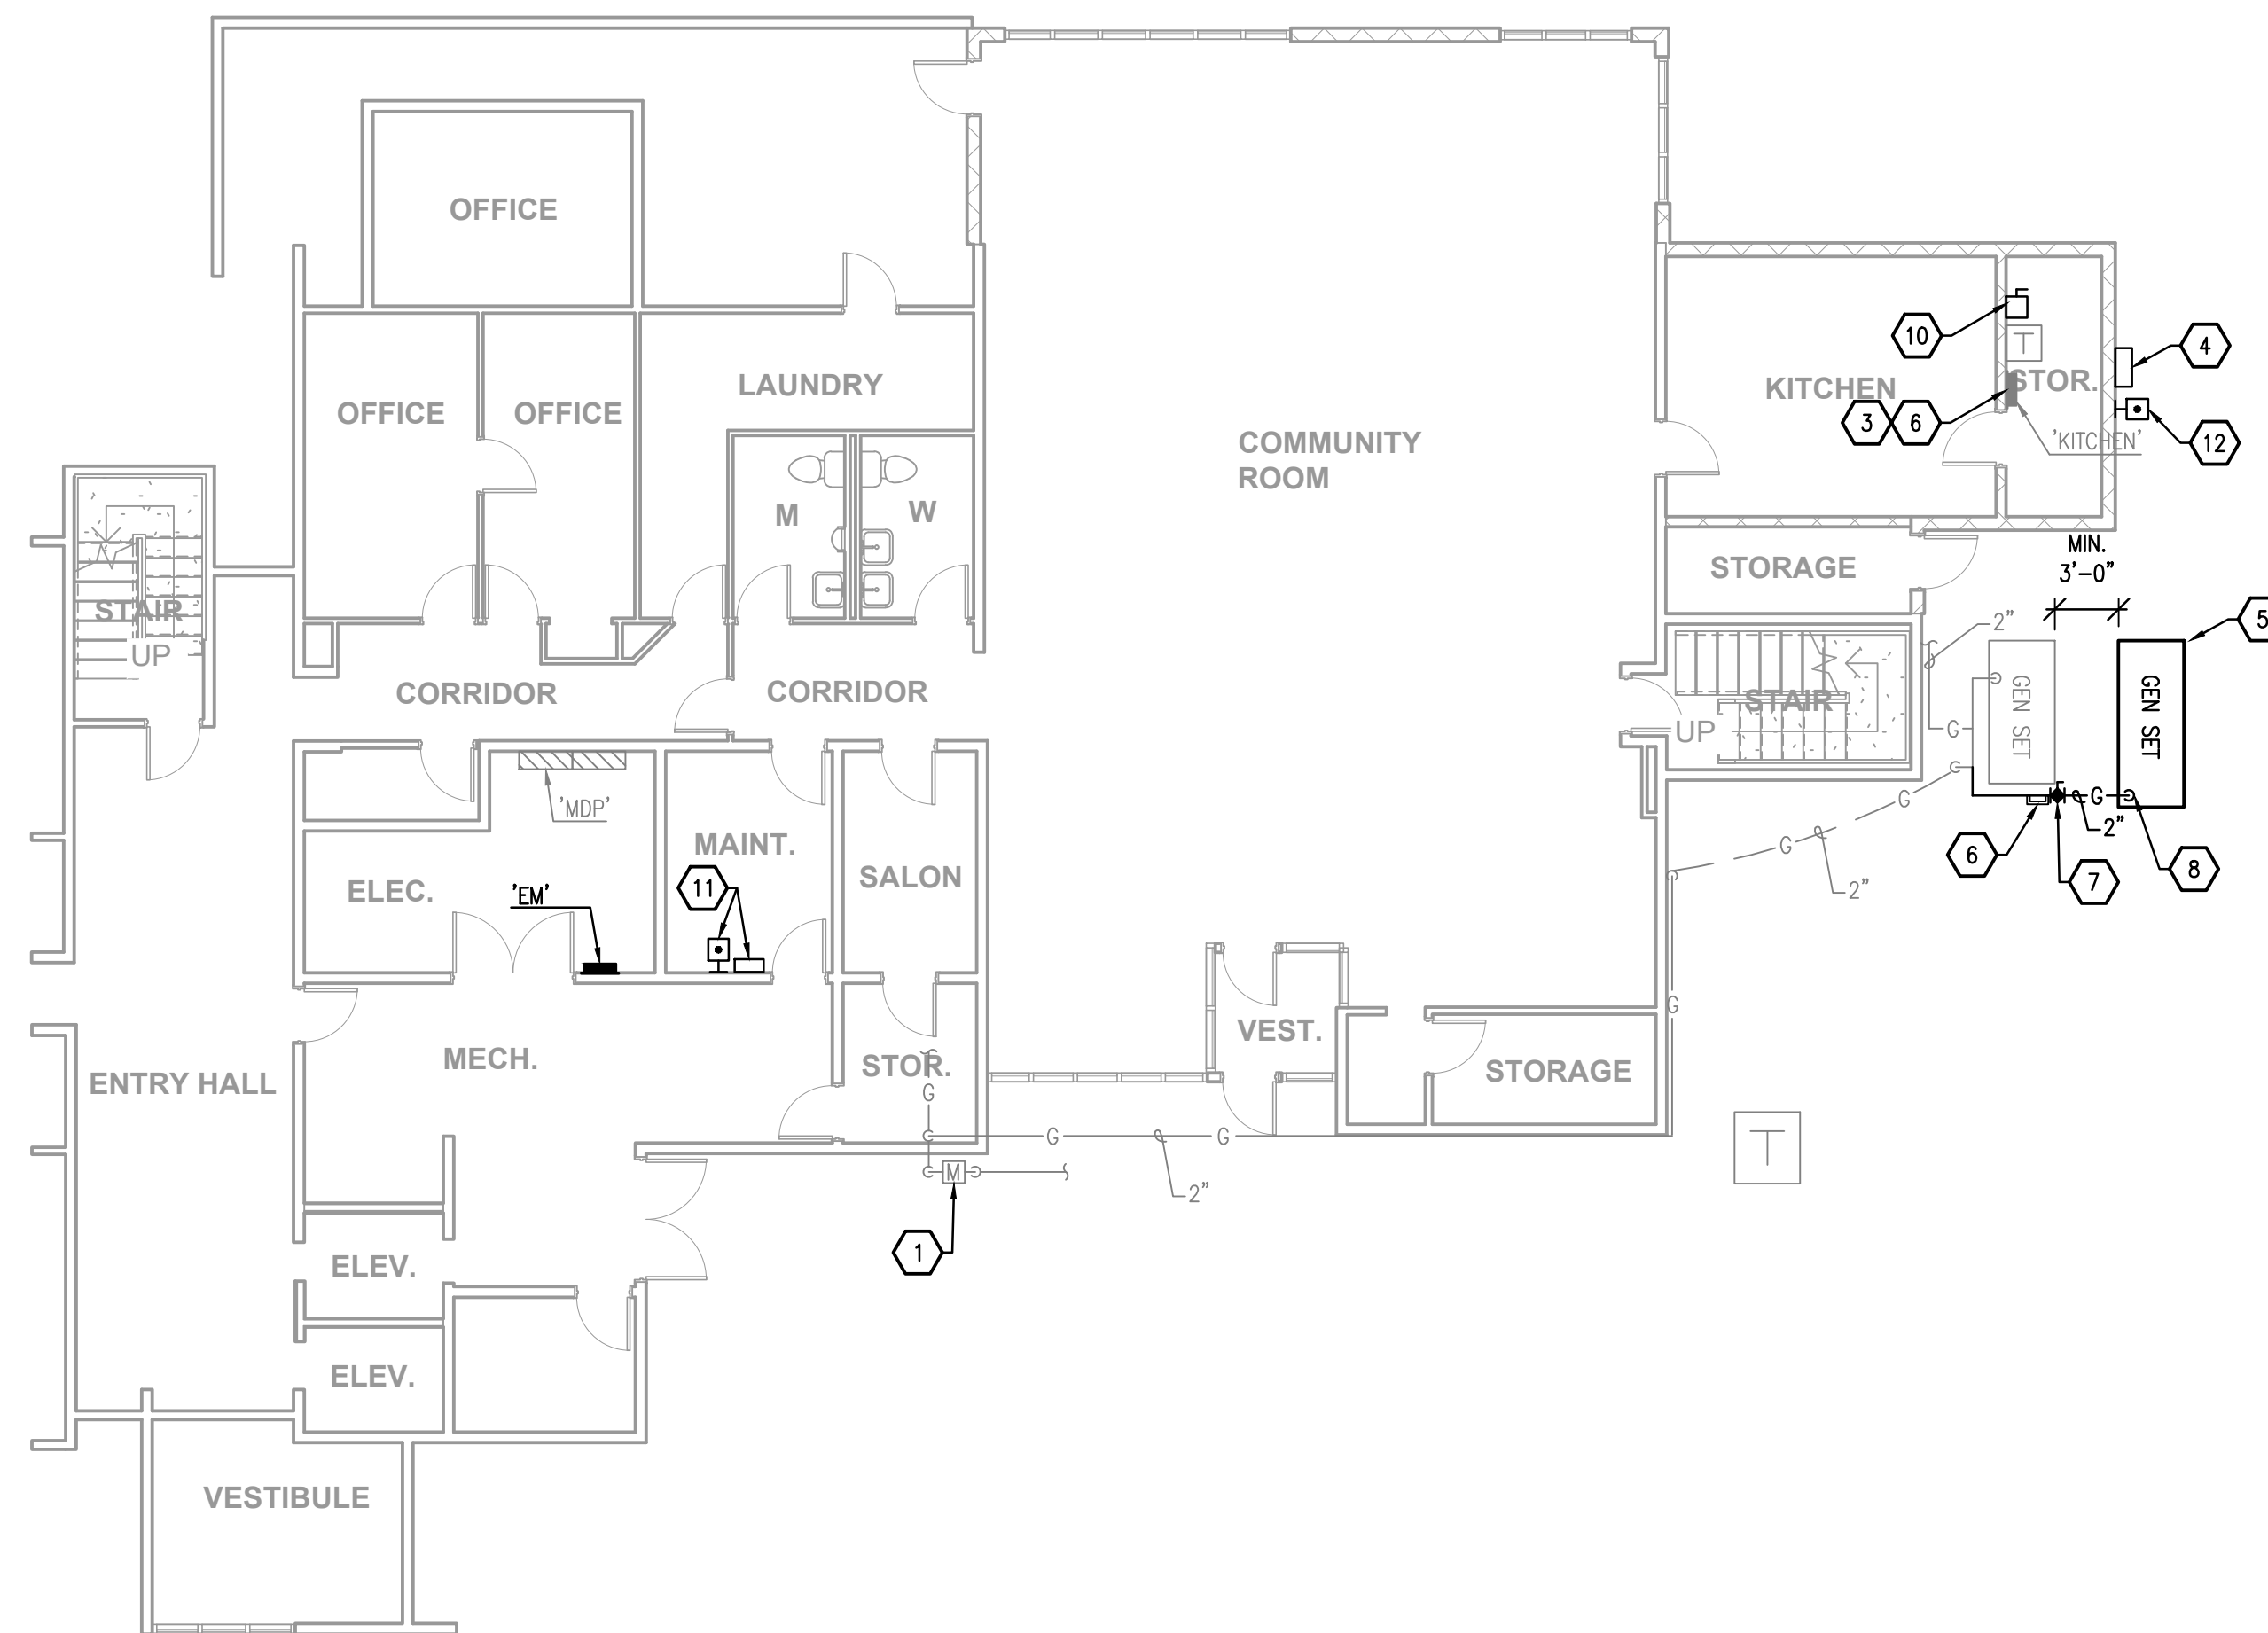 OFFICE
OFFICE
OFFICE
LAUNDRY
M
W
COMMUNITY
ROOM
KITCHEN
STOR.
T
10
4
3
6
'KITCHEN'
12
STORAGE
MIN.
3'-0"
5
2"
STAIR
UP
CORRIDOR
CORRIDOR
STAIR
UP
GEN SET
GEN SET
G
G
G
2"
6
7
8
'MDP'
MAINT.
SALON
ELEC.
'EM'
11
G
2"
G
MECH.
ENTRY HALL
STOR.
G
VEST.
STORAGE
G
G
2"
M
1
T
ELEV.
ELEV.
VESTIBULE